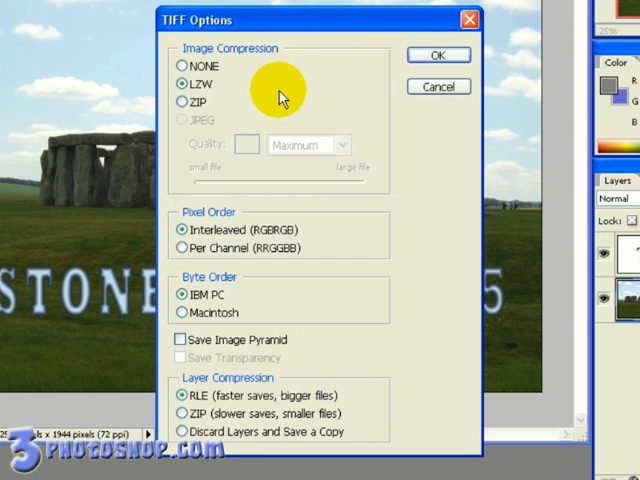 TIFF Options
Image Compression
NONE
LZW
ZIP
JPEG
Quality:
Maximum
small file
large file
OK
Cancel
Pixel Order
Interleaved (RGBRGB)
Per Channel (RRGGBB)
Byte Order
IBM PC
Macintosh
Save Image Pyramid
Save Transparency
Layer Compression
RLE (faster saves, bigger files)
ZIP (slower saves, smaller files)
Discard Layers and Save a Copy
STONE
5
25%
Color
R
G
B
Layers
Normal
Lock:
x 1944 pixels (72 ppi)
3PHOTOSHOP.COM